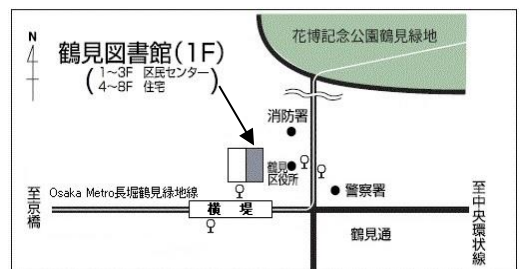 N
花博記念公園鶴見緑地
鶴見図書館(1F)
(1~3F 区民センター
4~8F 住宅)
消防署
鶴見
区役所
Osaka Metro長堀鶴見緑地線
警察署
至京橋
横堤
鶴見通
至中央環状線